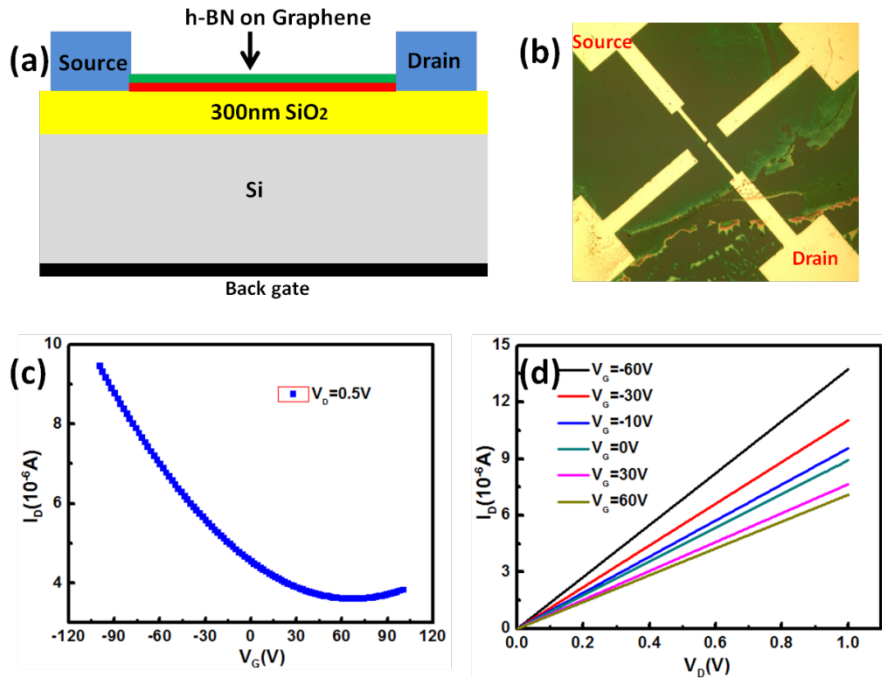 h-BN on Graphene
(a)
Source
Drain
300nm SiO₂
Si
Back gate
(b)
Source
Drain
(c)
10
8
6
4
I_D(10⁻⁶A)
V_D=0.5V
-120 -90 -60 -30 0 30 60 90 120
V_G(V)
(d)
15
12
9
6
3
0
I_D(10⁻⁶A)
V_G=-60V
V_G=-30V
V_G=-10V
V_G=0V
V_G=30V
V_G=60V
0.0 0.2 0.4 0.6 0.8 1.0
V_D(V)